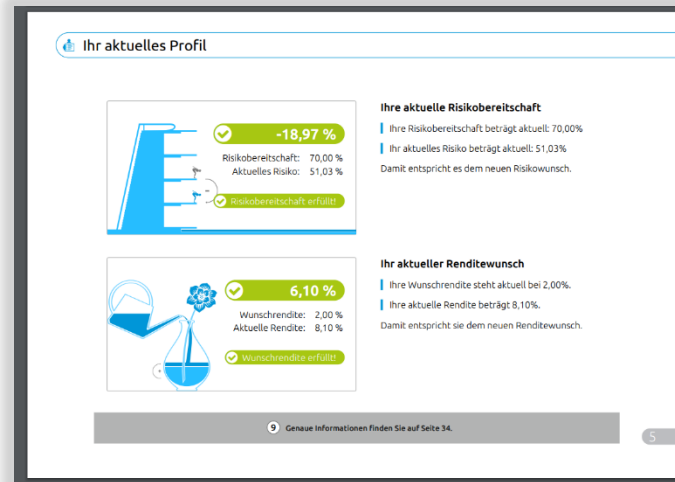 Ihr aktuelles Profil
-18,97 %
Risikobereitschaft: 70,00 %
Aktuelles Risiko: 51,03 %
Risikobereitschaft erfüllt!
Ihre aktuelle Risikobereitschaft
Ihre Risikobereitschaft beträgt aktuell: 70,00%
Ihr aktuelles Risiko beträgt aktuell: 51,03%
Damit entspricht es dem neuen Risikowunsch.
6,10 %
Wunschrendite: 2,00 %
Aktuelle Rendite: 8,10 %
Wunschrendite erfüllt!
Ihr aktueller Renditewunsch
Ihre Wunschrendite steht aktuell bei 2,00%.
Ihre aktuelle Rendite beträgt 8,10%.
Damit entspricht sie dem neuen Renditewunsch.
9 Genaue Informationen finden Sie auf Seite 34.
5